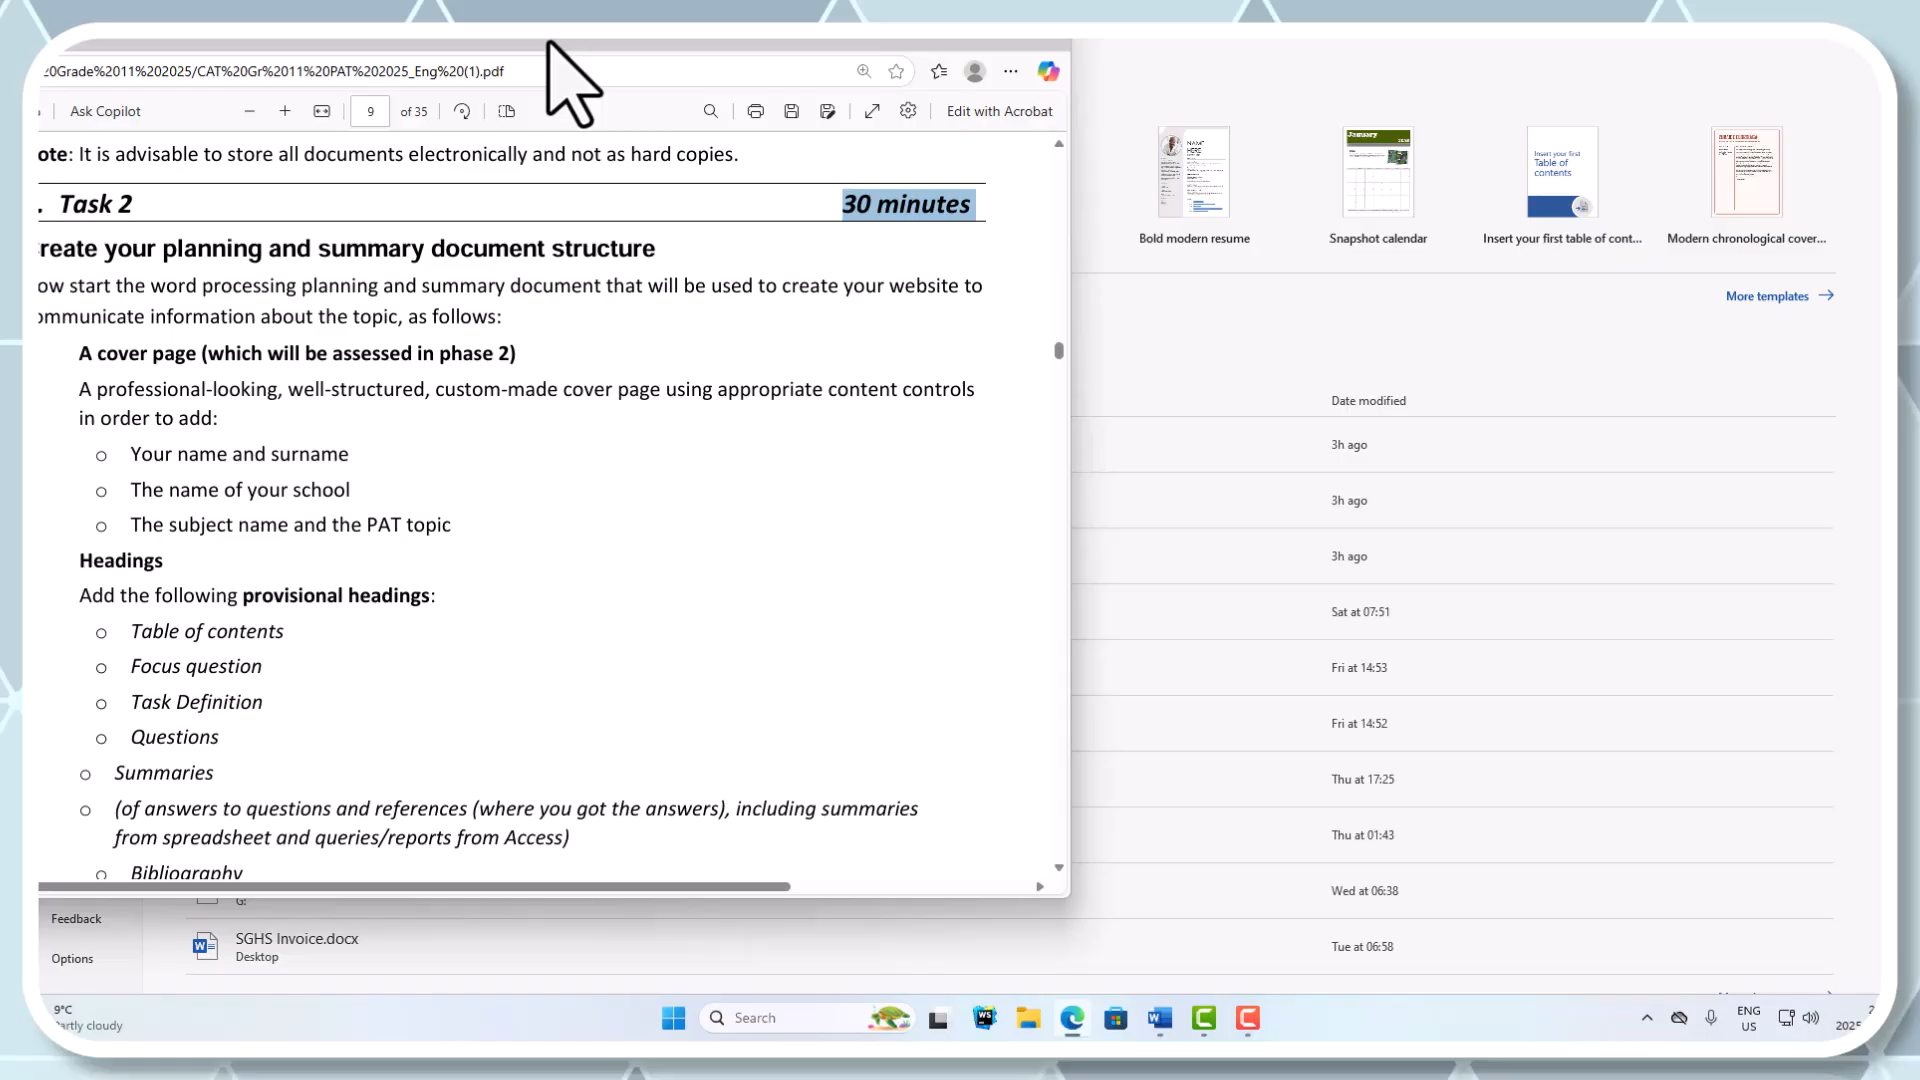 20Grade%2011%202025/CAT%20Gr%2011%20PAT%202025_Eng%20(1).pdf
Ask Copilot
9
of 35
Edit with Acrobat
ote: It is advisable to store all documents electronically and not as hard copies.
. Task 2
30 minutes
reate your planning and summary document structure
ow start the word processing planning and summary document that will be used to create your website to
ommunicate information about the topic, as follows:
A cover page (which will be assessed in phase 2)
A professional-looking, well-structured, custom-made cover page using appropriate content controls
in order to add:
o Your name and surname
o The name of your school
o The subject name and the PAT topic
Headings
Add the following provisional headings:
o Table of contents
o Focus question
o Task Definition
o Questions
o Summaries
o (of answers to questions and references (where you got the answers), including summaries
from spreadsheet and queries/reports from Access)
o Bibliography
Bold modern resume
Snapshot calendar
Insert your first table of cont...
Modern chronological cover...
NAME
HERE
January
Insert your first
Table of
contents
More templates
Date modified
3h ago
3h ago
3h ago
Sat at 07:51
Fri at 14:53
Fri at 14:52
Thu at 17:25
Thu at 01:43
Wed at 06:38
Tue at 06:58
G:
Feedback
SGHS Invoice.docx
Desktop
Options
9°C
artly cloudy
Search
WS
ENG
US
2025